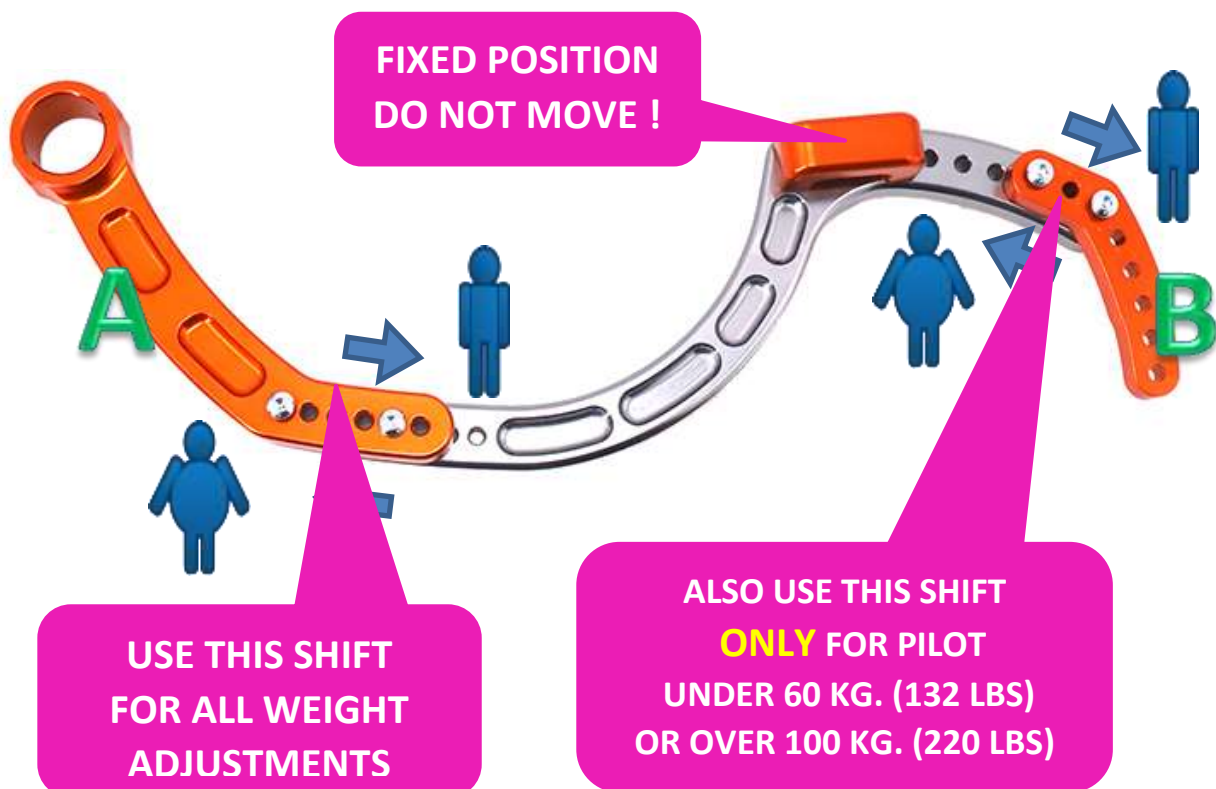 FIXED POSITION
DO NOT MOVE !
A
B
USE THIS SHIFT
FOR ALL WEIGHT
ADJUSTMENTS
ALSO USE THIS SHIFT
ONLY FOR PILOT
UNDER 60 KG. (132 LBS)
OR OVER 100 KG. (220 LBS)